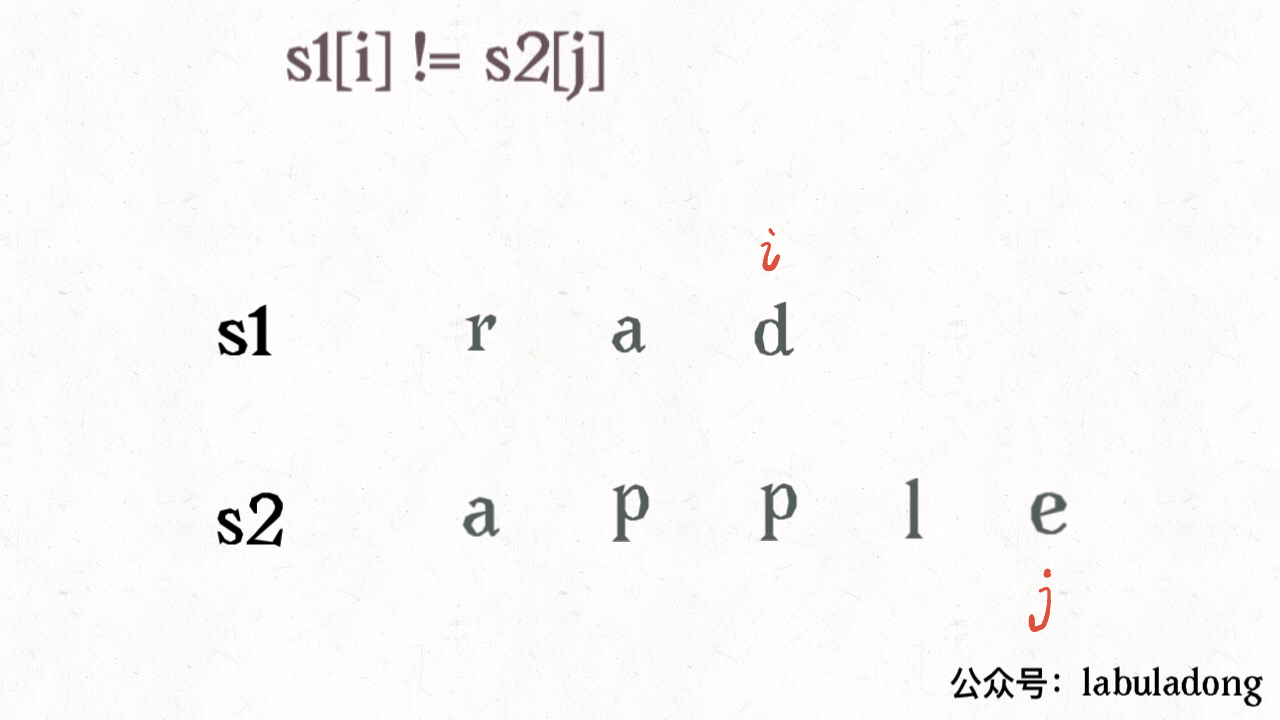 s1[i] != s2[j]
i
s1 r a d
s2 a p p l e
j
公众号：labuladong